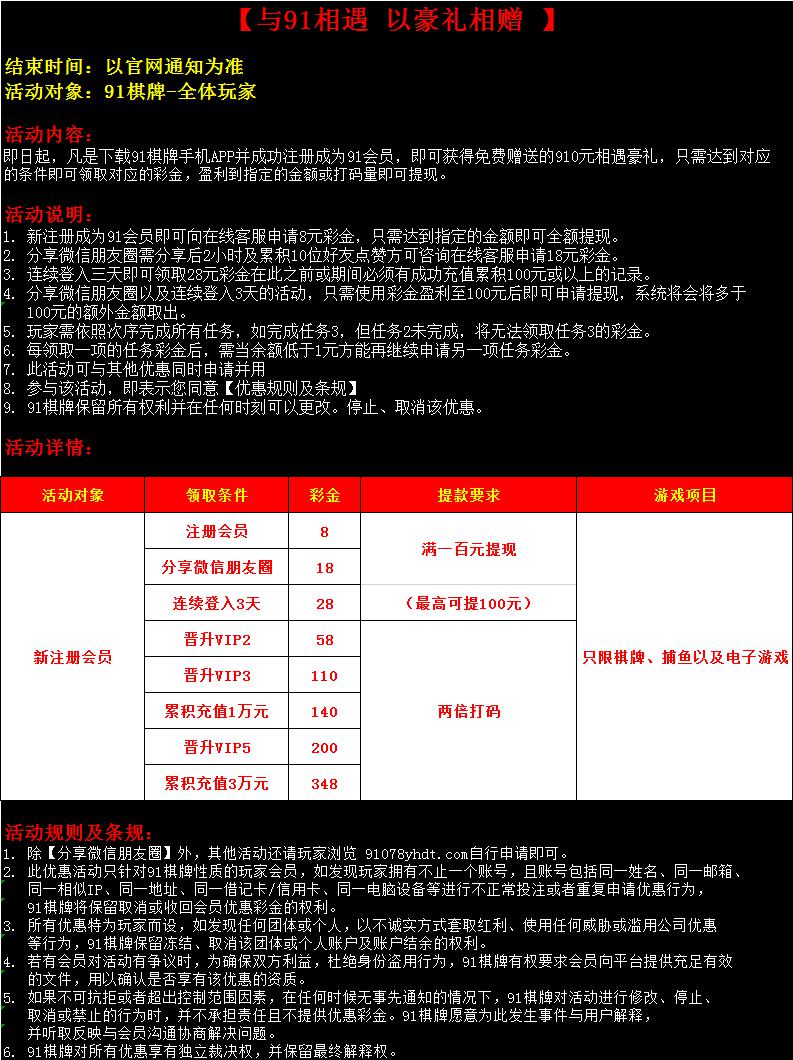 【 与91相遇 以豪礼相赠 】
结束时间：以官网通知为准
活动对象：91棋牌-全体玩家
活动内容：
即日起，凡是下载91棋牌手机APP并成功注册成为91会员，即可获得免费赠送的910元相遇豪礼，只需达到对应
的条件即可领取对应的彩金，盈利到指定的金额或打码量即可提现。
活动说明：
1. 新注册成为91会员即可向在线客服申请8元彩金，只需达到指定的金额即可全额提现。
2. 分享微信朋友圈需分享后2小时及累积10位好友点赞方可咨询在线客服申请18元彩金。
3. 连续登入三天即可领取28元彩金在此之前或期间必须有成功充值累积100元或以上的记录。
4. 分享微信朋友圈以及连续登入3天的活动，只需使用彩金盈利至100元后即可申请提现，系统将会将多于
100元的额外金额取出。
5. 玩家需依照次序完成所有任务，如完成任务3，但任务2未完成，将无法领取任务3的彩金。
6. 每领取一项的任务彩金后，需当余额低于1元方能再继续申请另一项任务彩金。
7. 此活动可与其他优惠同时申请并用
8. 参与该活动，即表示您同意【优惠规则及条规】
9. 91棋牌保留所有权利并在任何时刻可以更改。停止、取消该优惠。
活动详情：
活动对象 领取条件 彩金 提款要求 游戏项目
注册会员 8
满一百元提现
分享微信朋友圈 18
连续登入3天 28 （最高可提100元）
晋升VIP2 58
新注册会员 只限棋牌、捕鱼以及电子游戏
晋升VIP3 110
累积充值1万元 140 两倍打码
晋升VIP5 200
累积充值3万元 348
活动规则及条规：
1. 除【分享微信朋友圈】外，其他活动还请玩家浏览 91078yhdt.com自行申请即可。
2. 此优惠活动只针对91棋牌性质的玩家会员，如发现玩家拥有不止一个账号，且账号包括同一姓名、同一邮箱、
同一相似IP、同一地址、同一借记卡/信用卡、同一电脑设备等进行不正常投注或者重复申请优惠行为，
91棋牌将保留取消或收回会员优惠彩金的权利。
3. 所有优惠特为玩家而设，如发现任何团体或个人，以不诚实方式套取红利、使用任何威胁或滥用公司优惠
等行为，91棋牌保留冻结、取消该团体或个人账户及账户结余的权利。
4. 若有会员对活动有争议时，为确保双方利益，杜绝身份盗用行为，91棋牌有权要求会员向平台提供充足有效
的文件，用以确认是否享有该优惠的资质。
5. 如果不可抗拒或者超出控制范围因素，在任何时候无事先通知的情况下，91棋牌对活动进行修改、停止、
取消或禁止的行为时，并不承担责任且不提供优惠彩金。91棋牌愿意为此发生事件与用户解释，
并听取反映与会员沟通协商解决问题。
6. 91棋牌对所有优惠享有独立裁决权，并保留最终解释权。